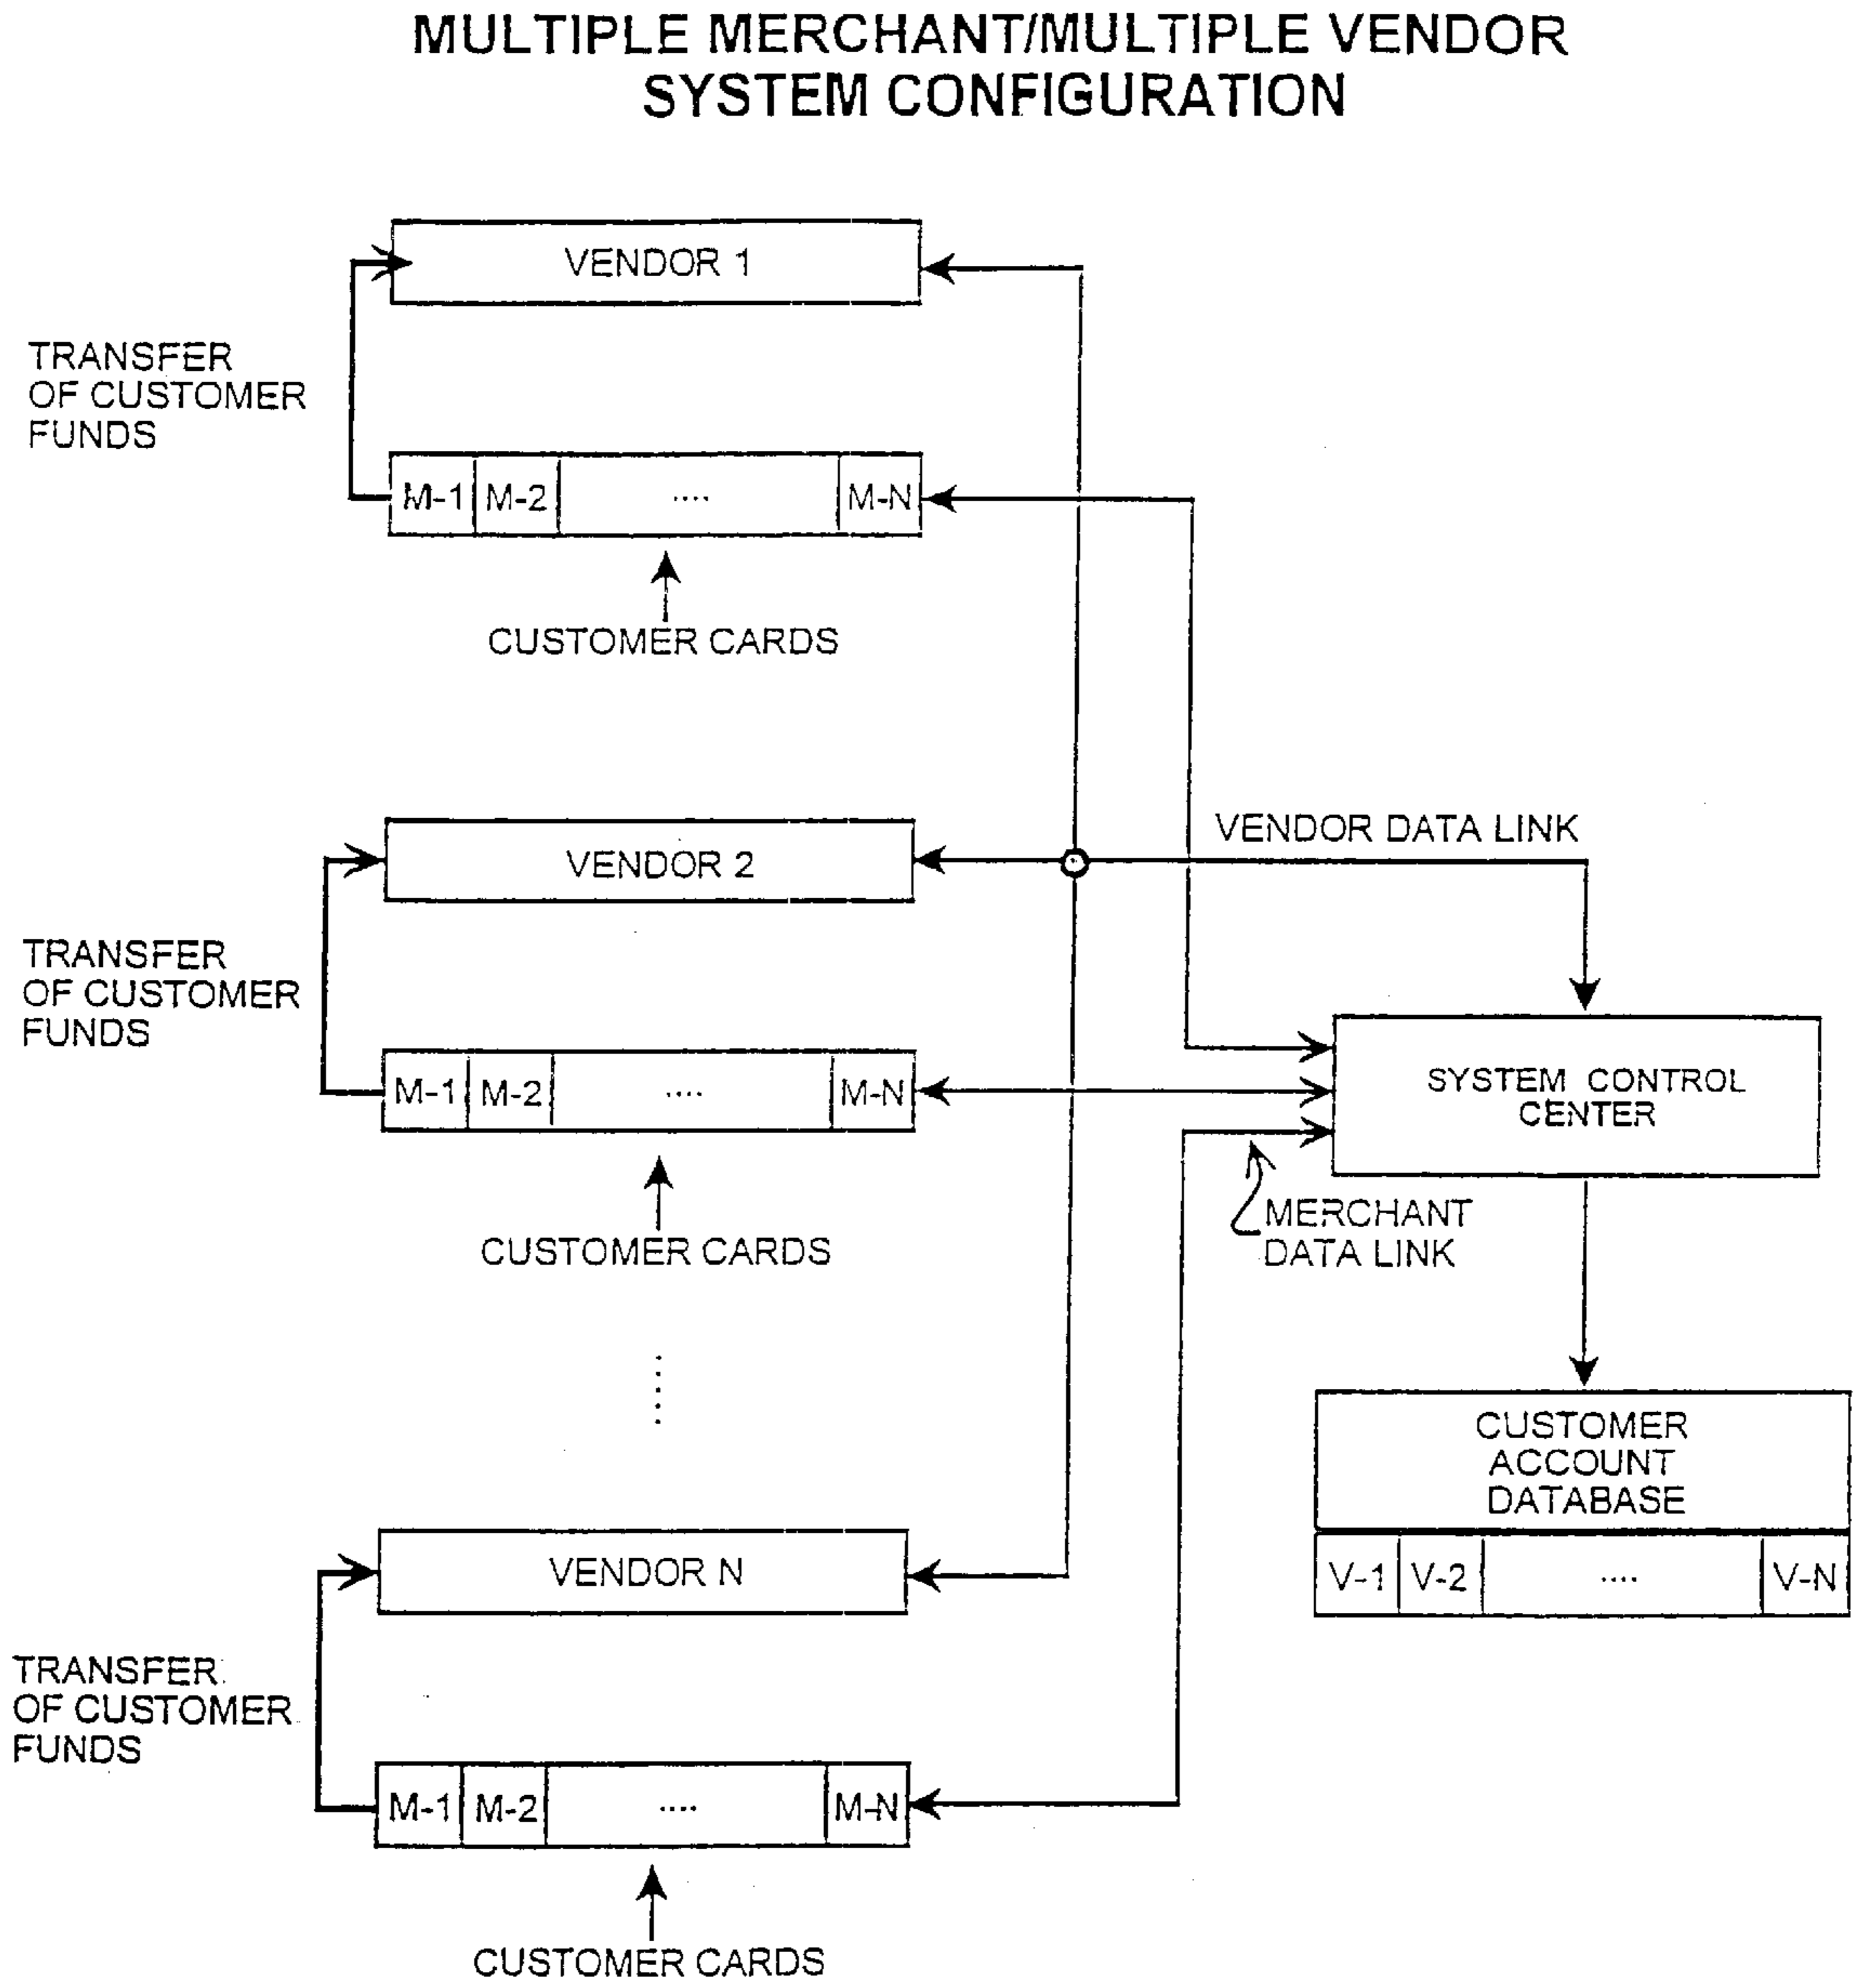 MULTIPLE MERCHANT/MULTIPLE VENDOR
SYSTEM CONFIGURATION
VENDOR 1
TRANSFER
OF CUSTOMER
FUNDS
M-1 M-2 .... M-N
CUSTOMER CARDS
VENDOR DATA LINK
VENDOR 2
TRANSFER
OF CUSTOMER
FUNDS
M-1 M-2 .... M-N
CUSTOMER CARDS
SYSTEM CONTROL
CENTER
MERCHANT
DATA LINK
CUSTOMER
ACCOUNT
DATABASE
V-1 V-2 .... V-N
VENDOR N
TRANSFER
OF CUSTOMER
FUNDS
M-1 M-2 .... M-N
CUSTOMER CARDS